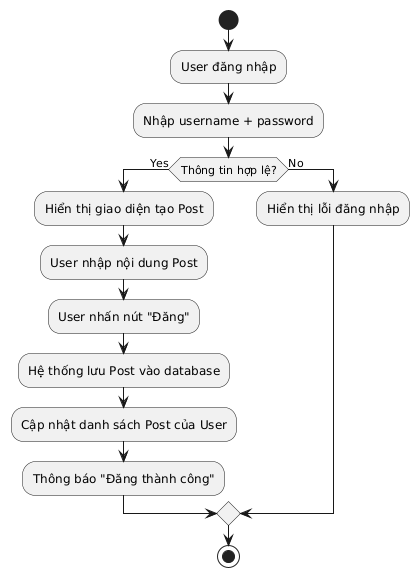 User đăng nhập
Nhập username + password
Thông tin hợp lệ?
Yes
No
Hiển thị giao diện tạo Post
Hiển thị lỗi đăng nhập
User nhập nội dung Post
User nhấn nút "Đăng"
Hệ thống lưu Post vào database
Cập nhật danh sách Post của User
Thông báo "Đăng thành công"